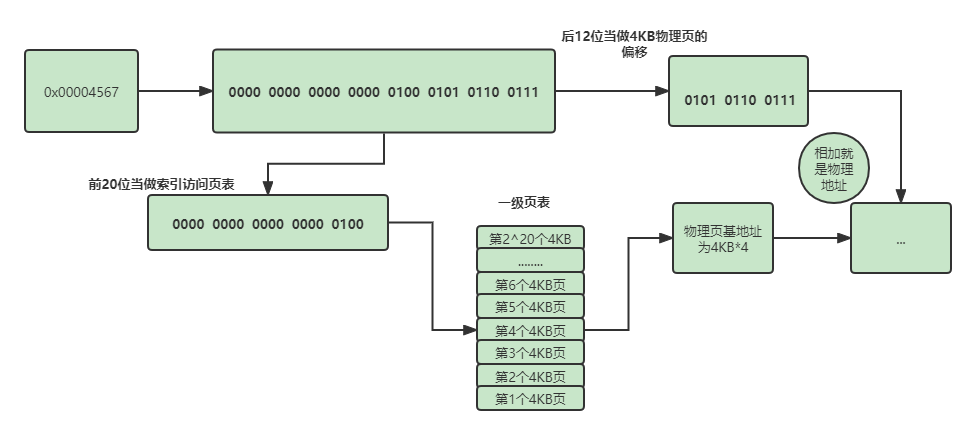 后12位当做4KB物理页的
偏移
0x00004567
0000 0000 0000 0000 0100 0101 0110 0111
0101 0110 0111
相加就
是物理
地址
前20位当做索引访问页表
0000 0000 0000 0000 0100
一级页表
第2^20个4KB
........
第6个4KB页
第5个4KB页
第4个4KB页
第3个4KB页
第2个4KB页
第1个4KB页
物理页基地址
为4KB*4
...